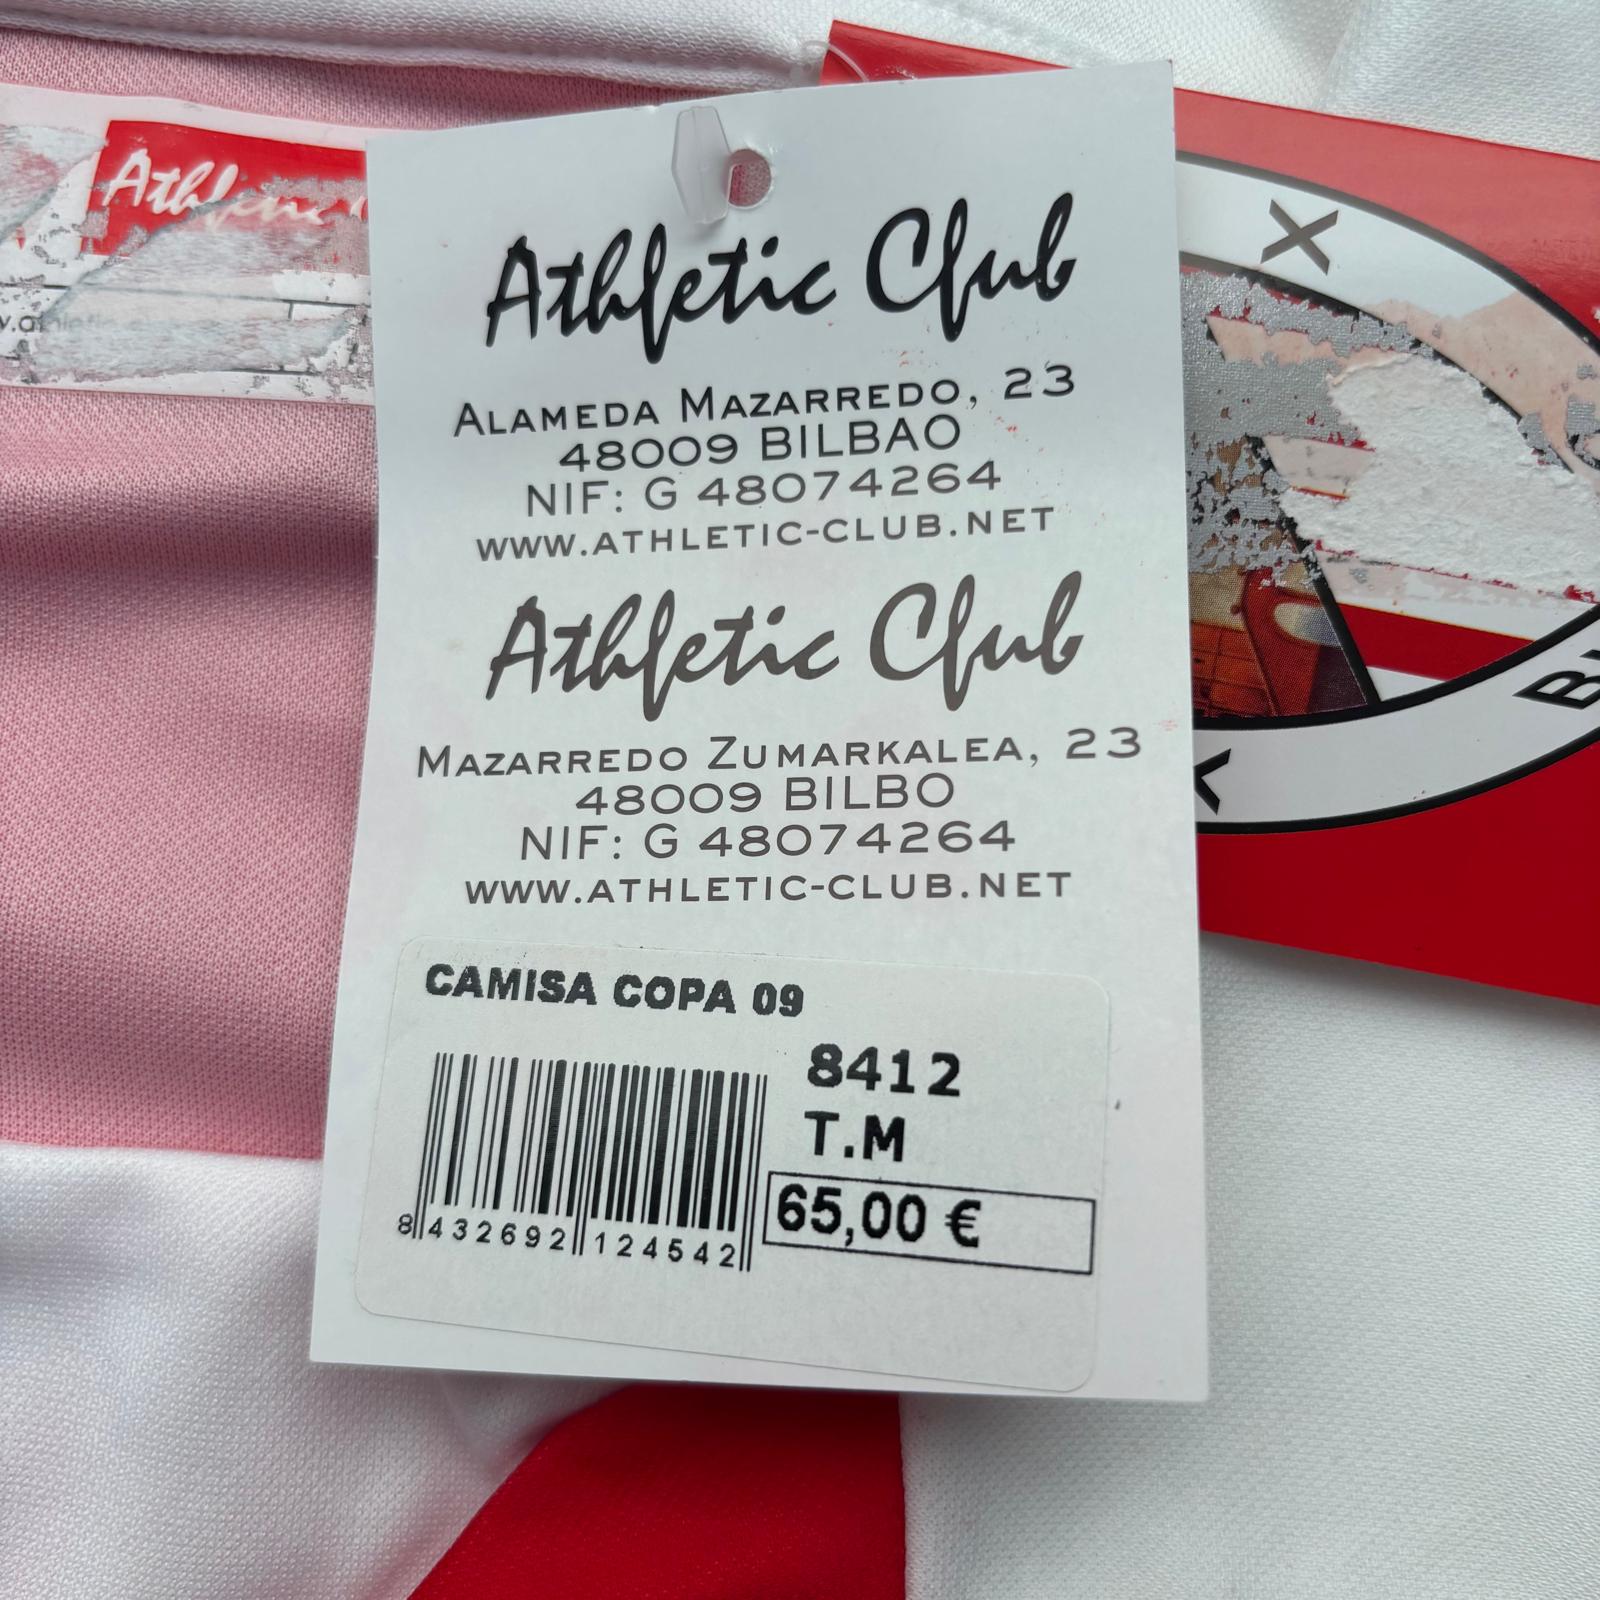 Athletic Club
ALAMEDA MAZARREDO, 23
48009 BILBAO
NIF: G 48074264
WWW.ATHLETIC-CLUB.NET
Athletic Club
MAZARREDO ZUMARKALEA, 23
48009 BILBO
NIF: G 48074264
WWW.ATHLETIC-CLUB.NET
CAMISA COPA 09
8412
T.M
65,00 €
8 432692 124542
Athletic
X